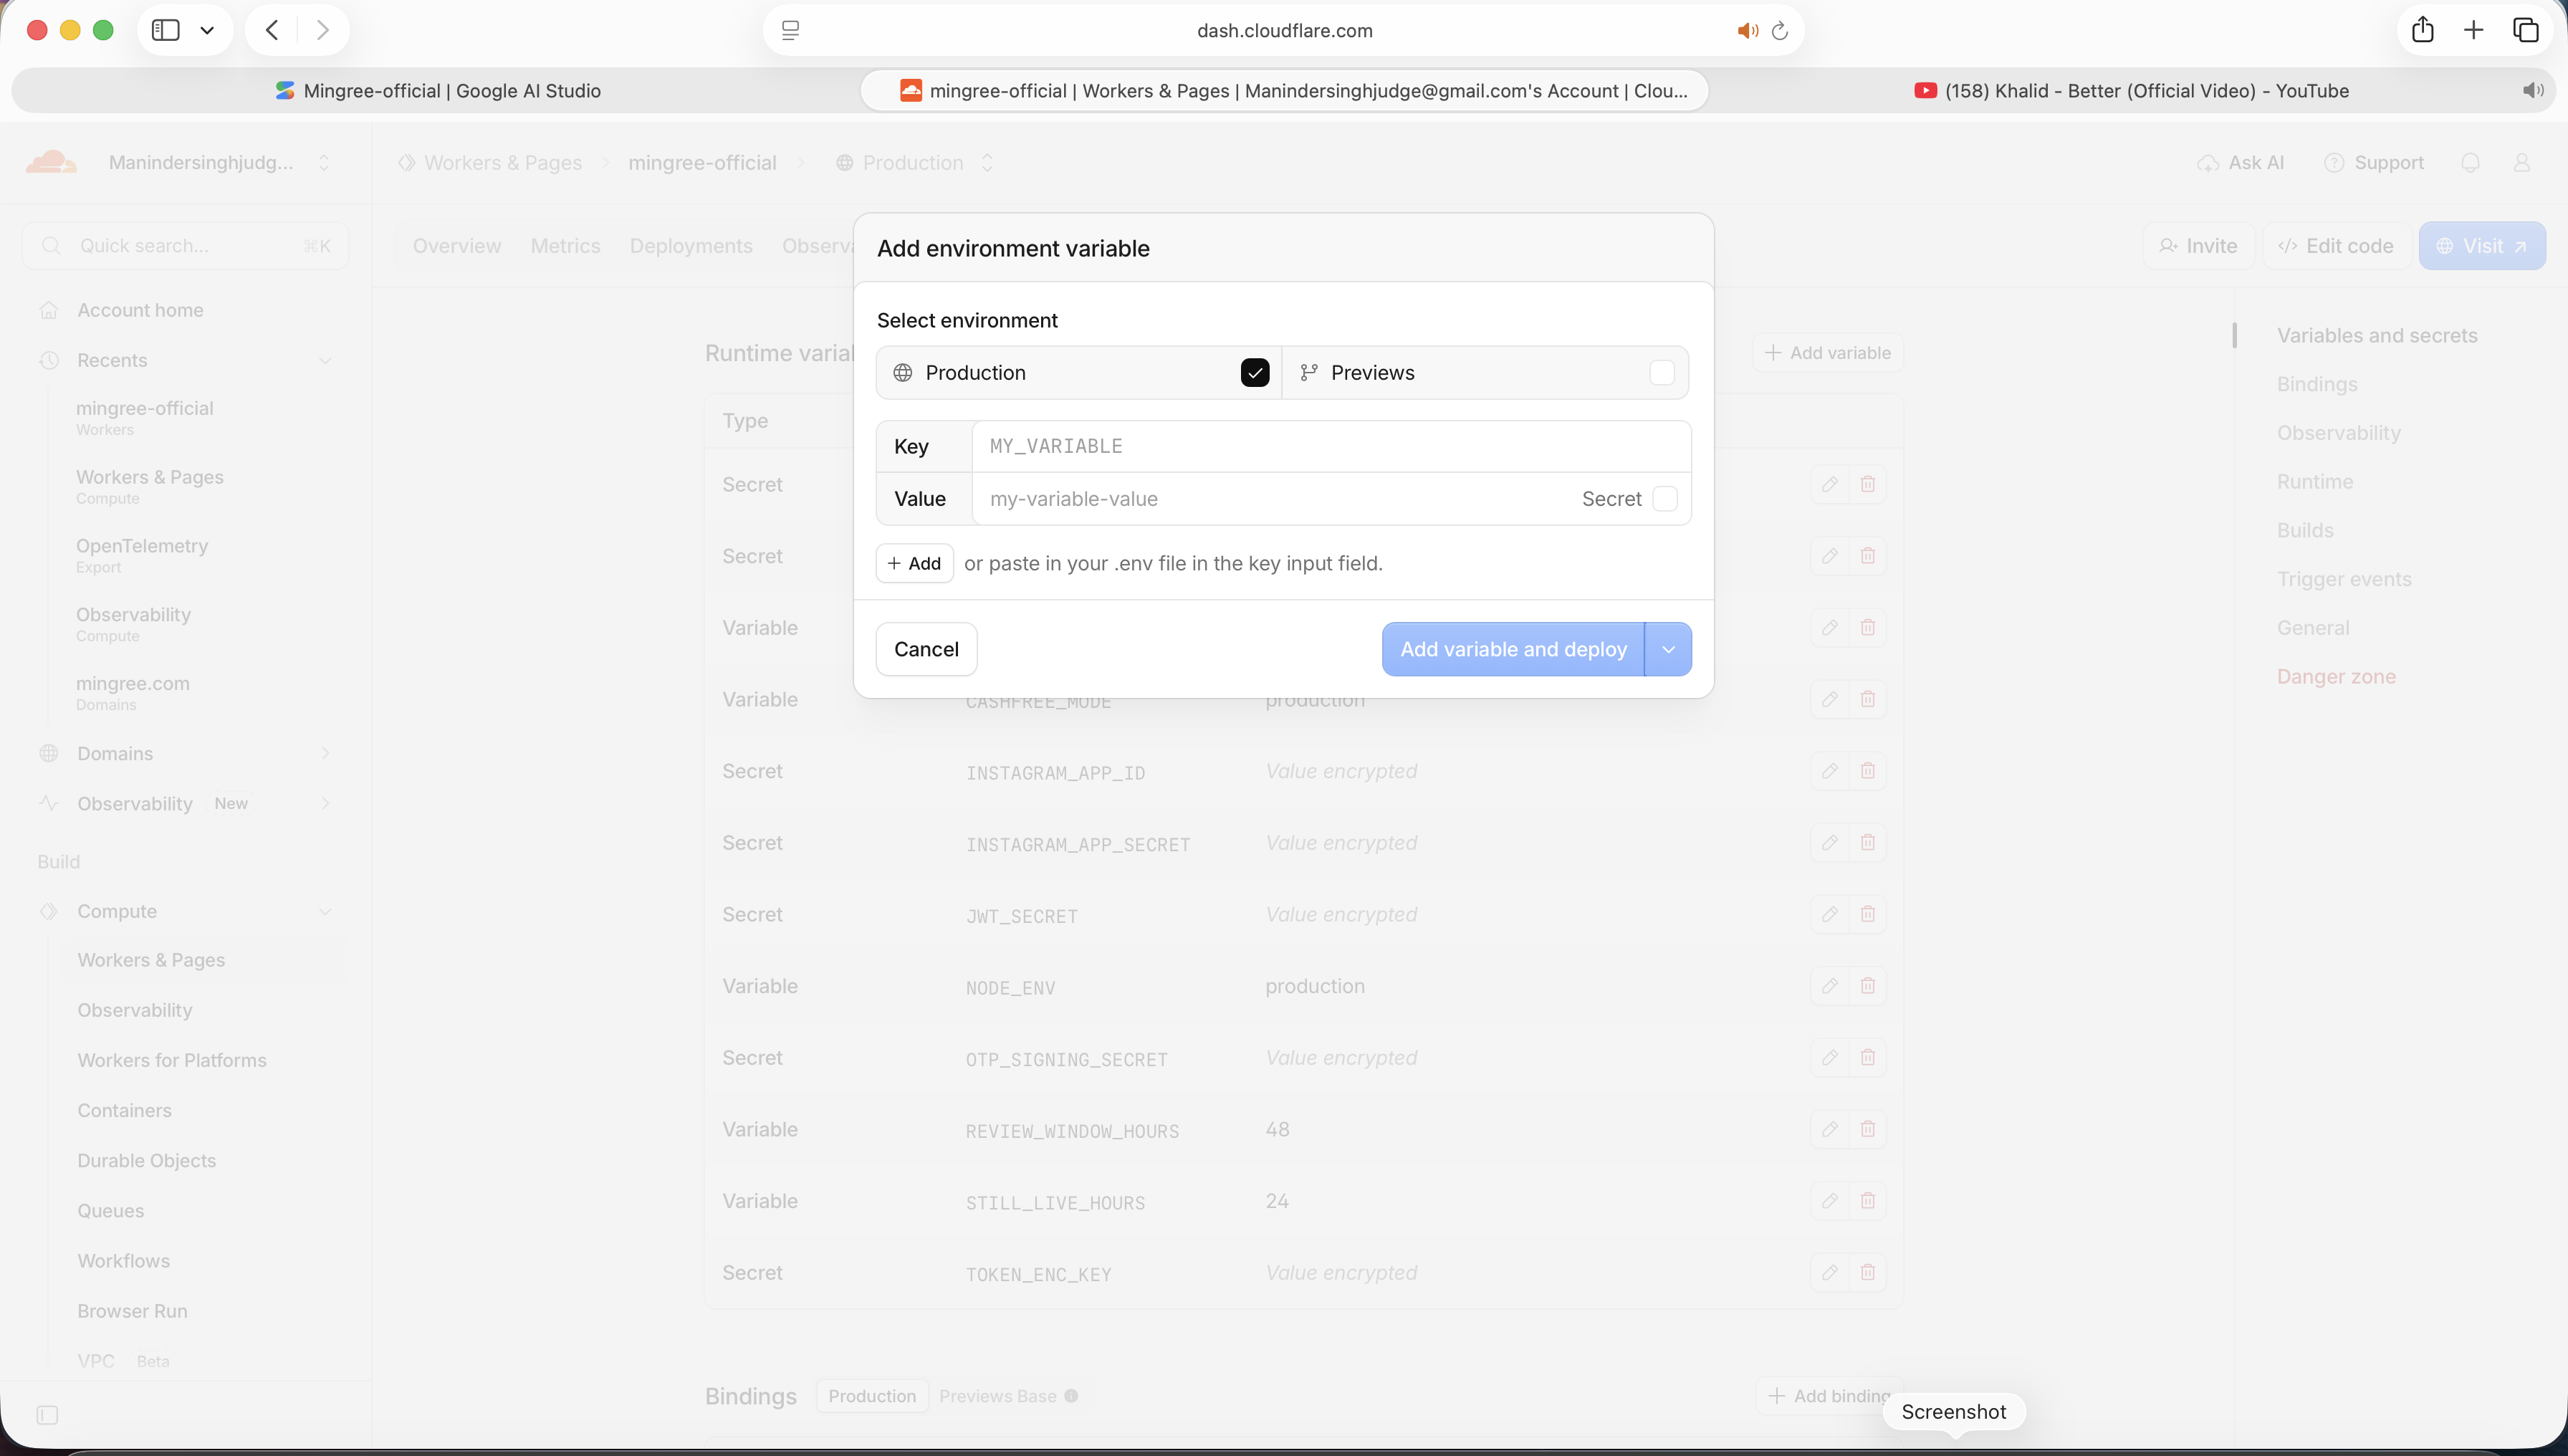 dash.cloudflare.com
Mingree-official | Google AI Studio
mingree-official | Workers & Pages | Manindersinghjudge@gmail.com's Account | Clou...
(158) Khalid - Better (Official Video) - YouTube
Manindersinghjudg...
Workers & Pages
mingree-official
Production
Ask AI
Support
Quick search...
⌘K
Overview
Metrics
Deployments
Observa
Invite
Edit code
Visit
Account home
Recents
mingree-official
Workers
Workers & Pages
Compute
OpenTelemetry
Export
Observability
Compute
mingree.com
Domains
Domains
Observability New
Build
Compute
Workers & Pages
Observability
Workers for Platforms
Containers
Durable Objects
Queues
Workflows
Browser Run
VPC Beta
Add environment variable
Select environment
Production
Previews
Key MY_VARIABLE
Value my-variable-value Secret
+ Add or paste in your .env file in the key input field.
Cancel
Add variable and deploy
Runtime varia
+ Add variable
Type
Secret
Secret
Variable
Variable CASHFREE_MODE production
Secret INSTAGRAM_APP_ID Value encrypted
Secret INSTAGRAM_APP_SECRET Value encrypted
Secret JWT_SECRET Value encrypted
Variable NODE_ENV production
Secret OTP_SIGNING_SECRET Value encrypted
Variable REVIEW_WINDOW_HOURS 48
Variable STILL_LIVE_HOURS 24
Secret TOKEN_ENC_KEY Value encrypted
Bindings Production Previews Base
+ Add binding
Screenshot
Variables and secrets
Bindings
Observability
Runtime
Builds
Trigger events
General
Danger zone